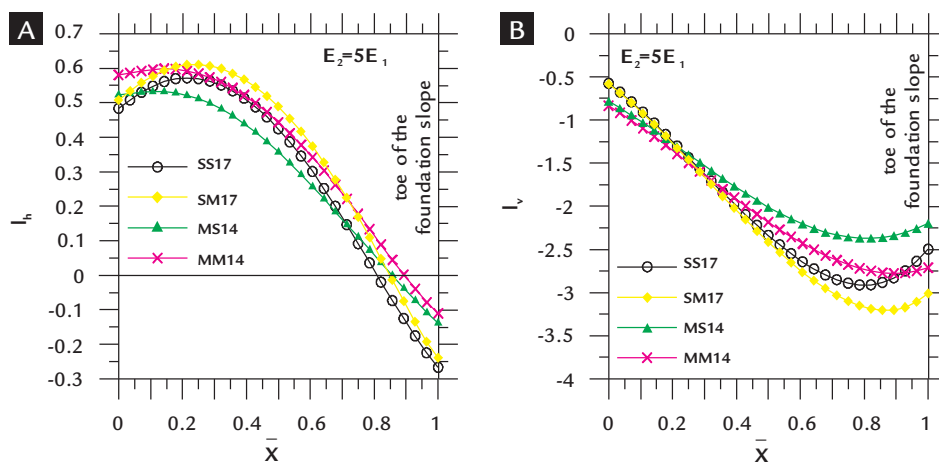 A
0.7
0.6
0.5
0.4
0.3
0.2
0.1
0
-0.1
-0.2
-0.3
I_h
E₂=5E₁
toe of the
foundation slope
SS17
SM17
MS14
MM14
0 0.2 0.4 0.6 0.8 1
x̄
B
-0
-0.5
-1
-1.5
-2
-2.5
-3
-3.5
-4
I_v
E₂=5E₁
toe of the
foundation slope
SS17
SM17
MS14
MM14
0 0.2 0.4 0.6 0.8 1
x̄